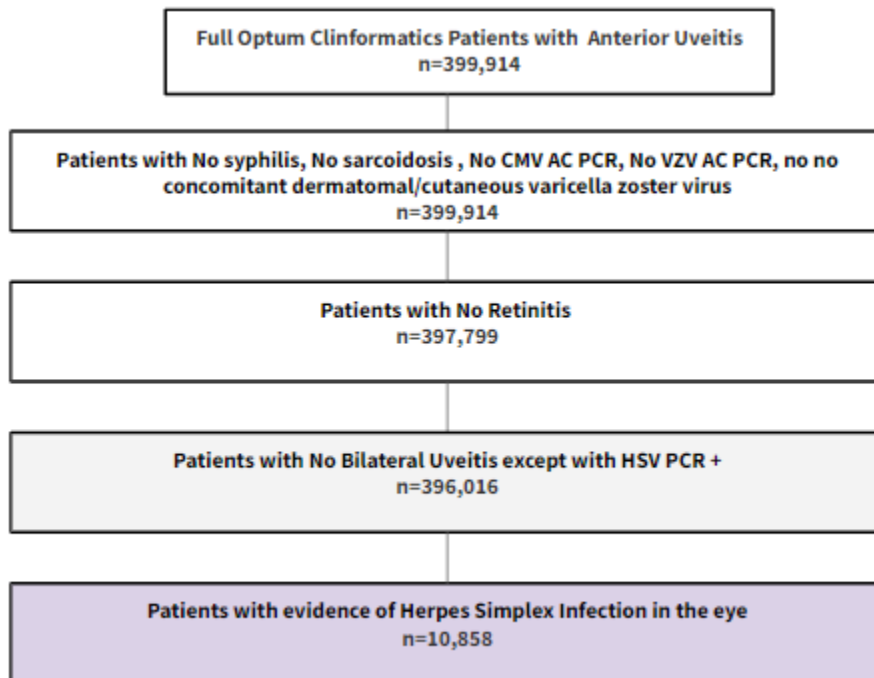 Full Optum Clinformatics Patients with Anterior Uveitis
n=399,914
Patients with No syphilis, No sarcoidosis , No CMV AC PCR, No VZV AC PCR, no no
concomitant dermatomal/cutaneous varicella zoster virus
n=399,914
Patients with No Retinitis
n=397,799
Patients with No Bilateral Uveitis except with HSV PCR +
n=396,016
Patients with evidence of Herpes Simplex Infection in the eye
n=10,858